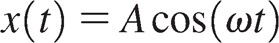 x(t) = A cos(ωt)